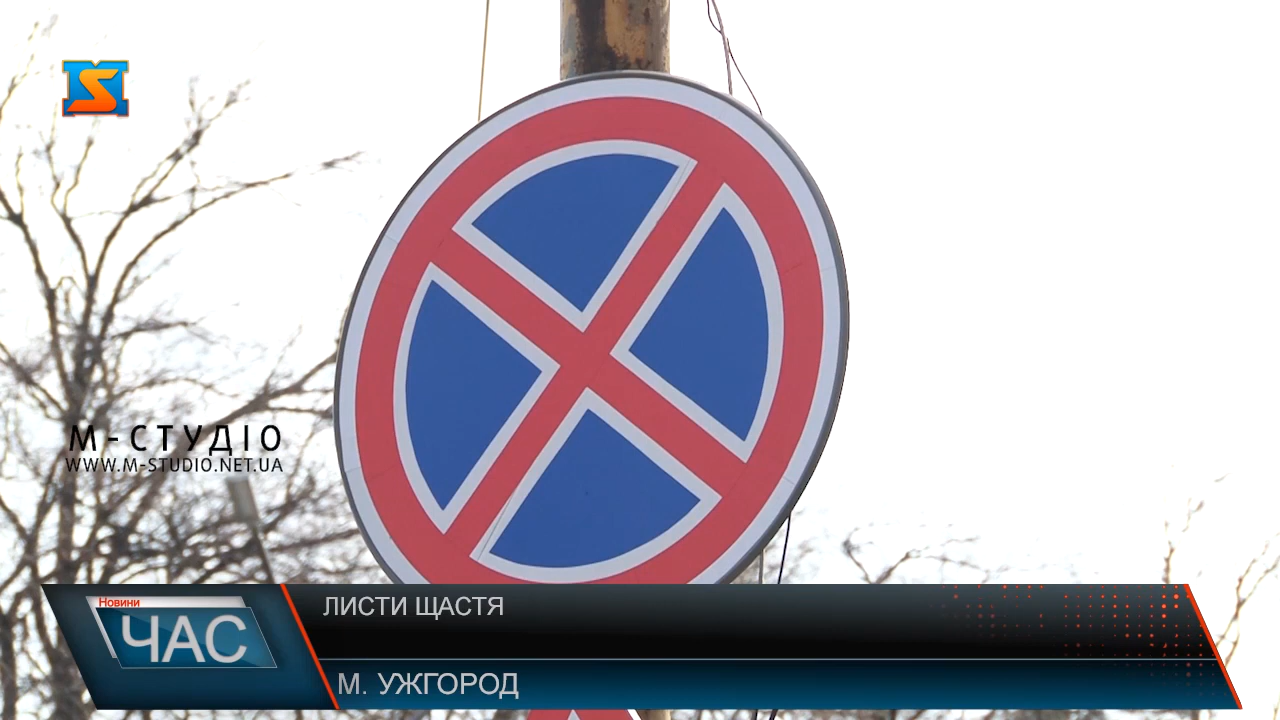 М-СТУДІО
WWW.M-STUDIO.NET.UA
Новини
ЧАС
ЛИСТИ ЩАСТЯ
М. УЖГОРОД